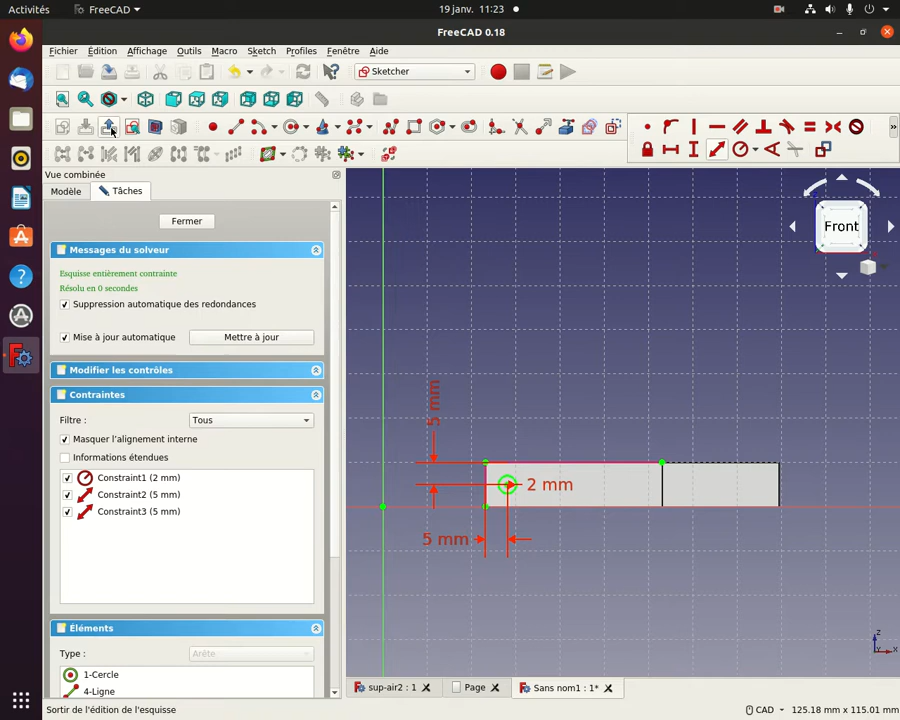 Activités
FreeCAD
19 janv. 11:23
FreeCAD 0.18
Fichier Édition Affichage Outils Macro Sketch Profiles Fenêtre Aide
Sketcher
»
Vue combinée
Modèle
Tâches
Fermer
Messages du solveur
Esquisse entièrement contrainte
Résolu en 0 secondes
Suppression automatique des redondances
Mise à jour automatique
Mettre à jour
Modifier les contrôles
Contraintes
Filtre :
Tous
Masquer l'alignement interne
Informations étendues
Constraint1 (2 mm)
Constraint2 (5 mm)
Constraint3 (5 mm)
Éléments
Type :
Arête
1-Cercle
4-Ligne
Front
5 mm
2 mm
5 mm
z
x
sup-air2 : 1
Page
Sans nom1 : 1*
Sortir de l'édition de l'esquisse
CAD
125.18 mm x 115.01 mm